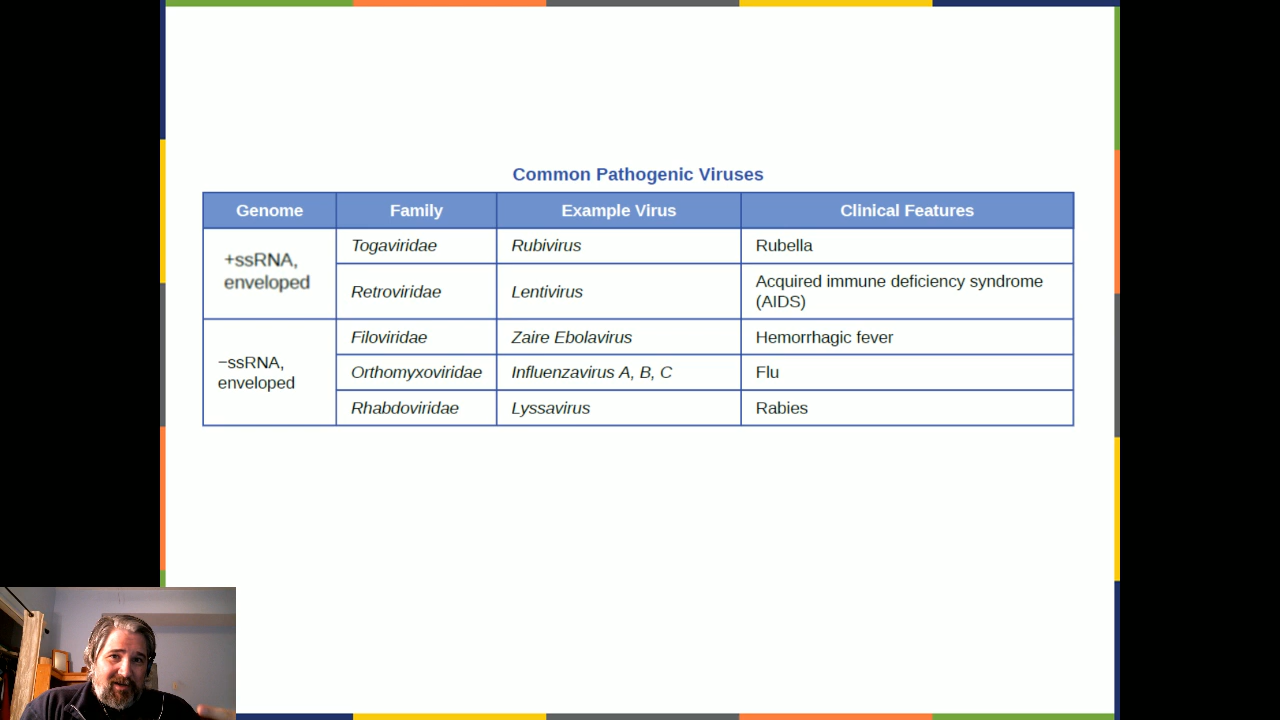 Common Pathogenic Viruses
Genome Family Example Virus Clinical Features
+ssRNA,
enveloped
Togaviridae Rubivirus Rubella
Retroviridae Lentivirus Acquired immune deficiency syndrome
(AIDS)
−ssRNA,
enveloped
Filoviridae Zaire Ebolavirus Hemorrhagic fever
Orthomyxoviridae Influenzavirus A, B, C Flu
Rhabdoviridae Lyssavirus Rabies